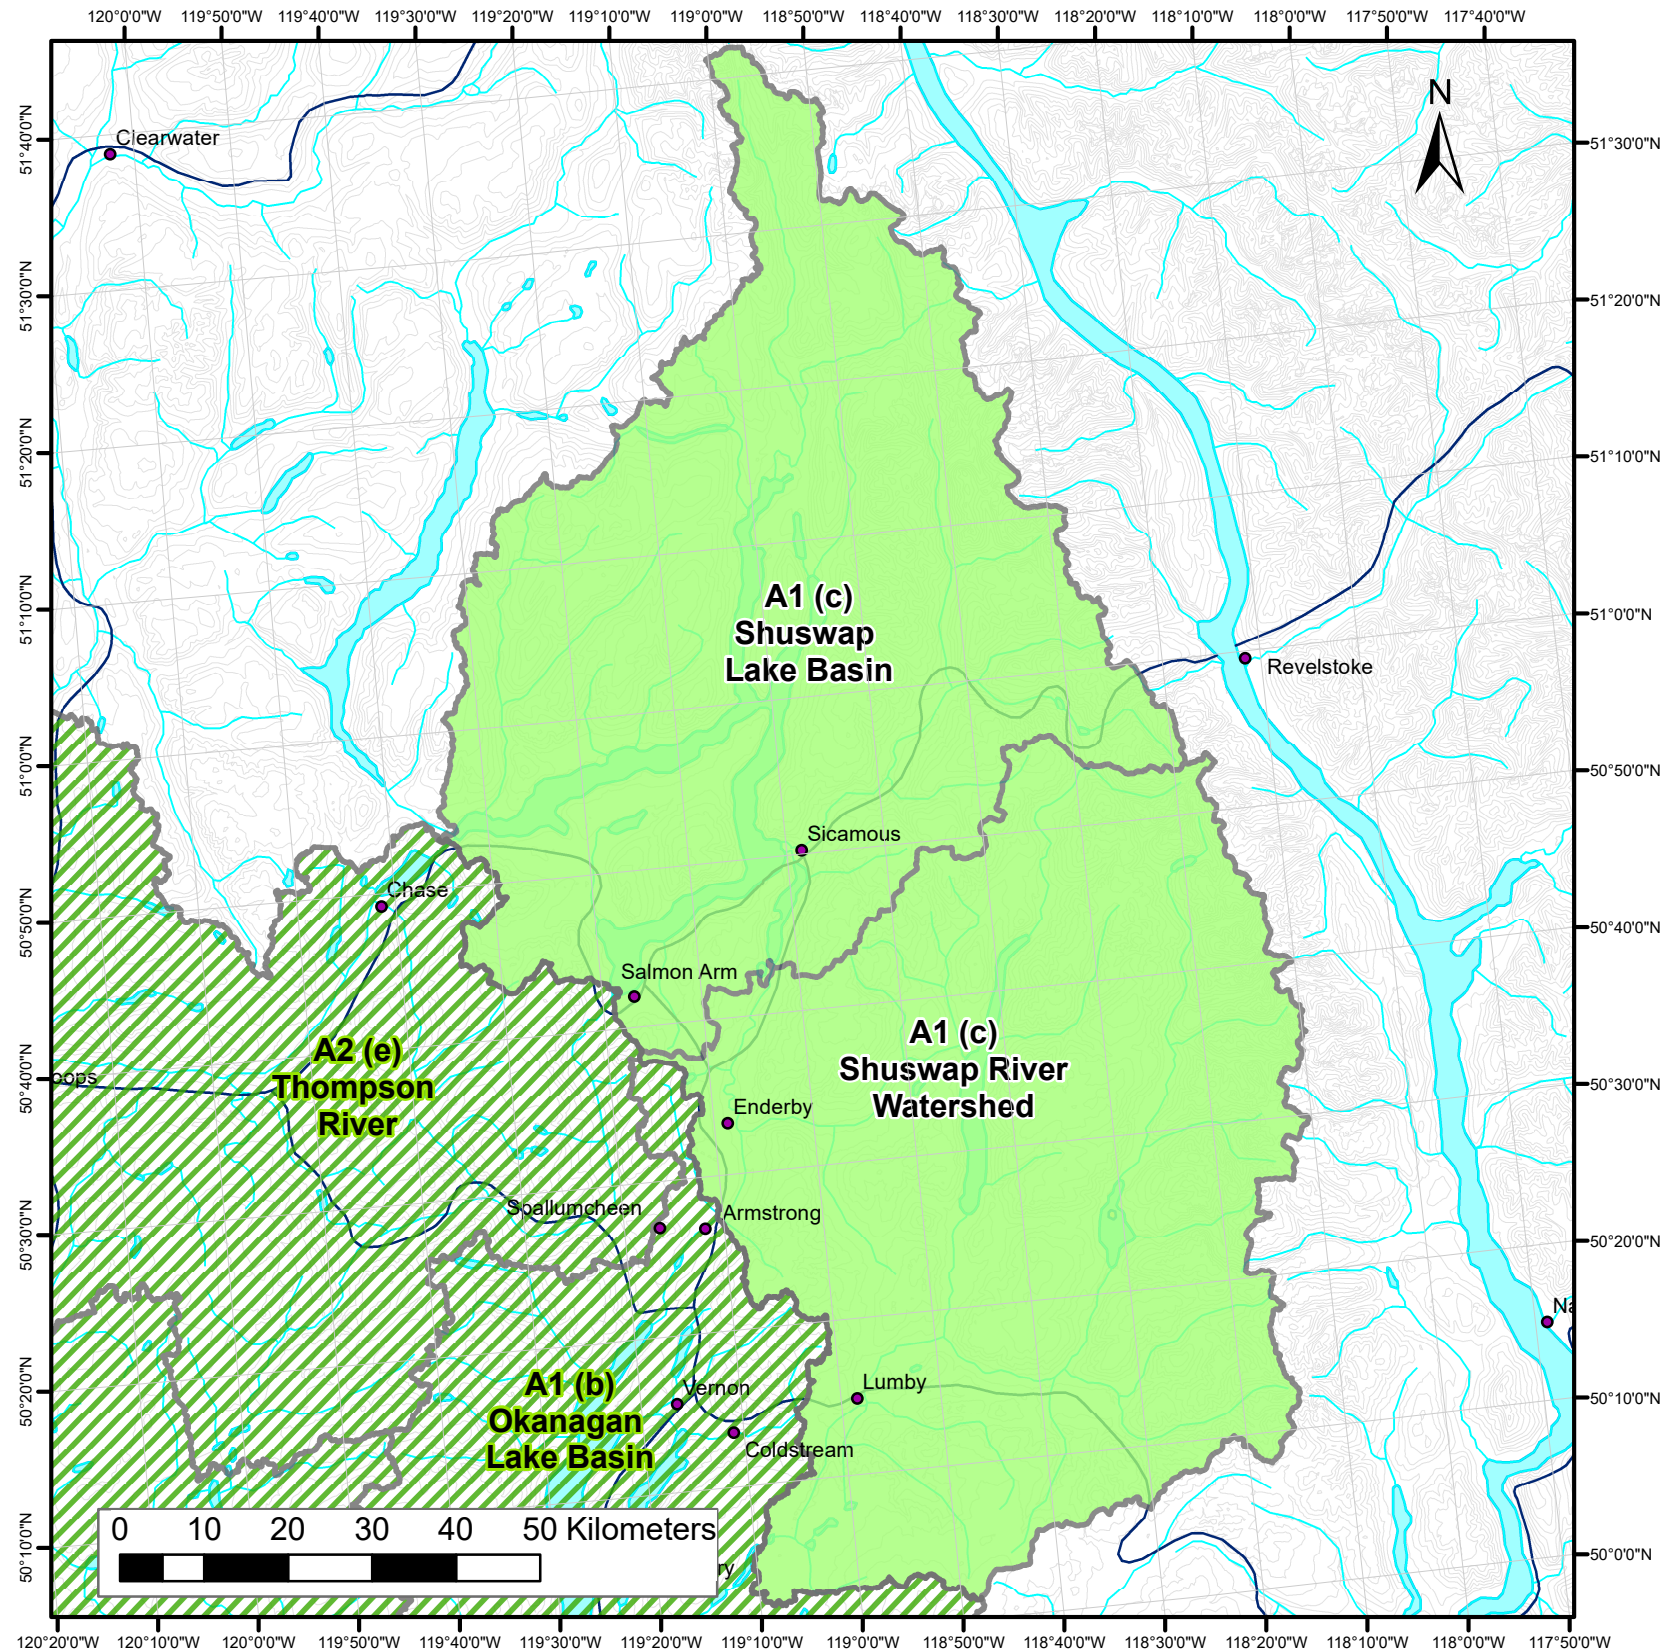 120°0'0"W 119°50'0"W 119°40'0"W 119°30'0"W 119°20'0"W 119°10'0"W 119°0'0"W 118°50'0"W 118°40'0"W 118°30'0"W 118°20'0"W 118°10'0"W 118°0'0"W 117°50'0"W 117°40'0"W
N
51°40'0"N
Clearwater
51°30'0"N
51°30'0"N
51°20'0"N
51°20'0"N
51°10'0"N
A1 (c)
Shuswap
Lake Basin
51°10'0"N
51°0'0"N
Revelstoke
51°0'0"N
50°50'0"N
Sicamous
Chase
50°50'0"N
50°40'0"N
Salmon Arm
A1 (c)
Shuswap River
Watershed
A2 (e)
Thompson
River
oops
50°40'0"N
50°30'0"N
Enderby
Spallumcheen
Armstrong
50°30'0"N
50°20'0"N
Na
A1 (b)
Okanagan
Lake Basin
Vernon
Lumby
Coldstream
50°20'0"N
50°10'0"N
0 10 20 30 40 50 Kilometers
50°10'0"N
50°0'0"N
ry
120°20'0"W 120°10'0"W 120°0'0"W 119°50'0"W 119°40'0"W 119°30'0"W 119°20'0"W 119°10'0"W 119°0'0"W 118°50'0"W 118°40'0"W 118°30'0"W 118°20'0"W 118°10'0"W 118°0'0"W 117°50'0"W